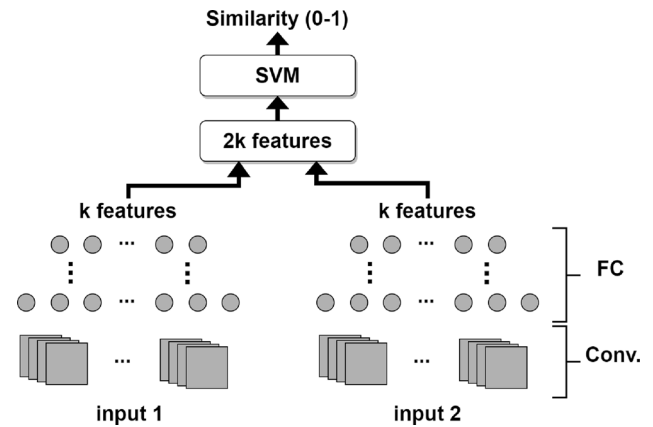 Similarity (0-1)
SVM
2k features
k features
k features
...
...
FC
...
...
...
...
Conv.
input 1
input 2